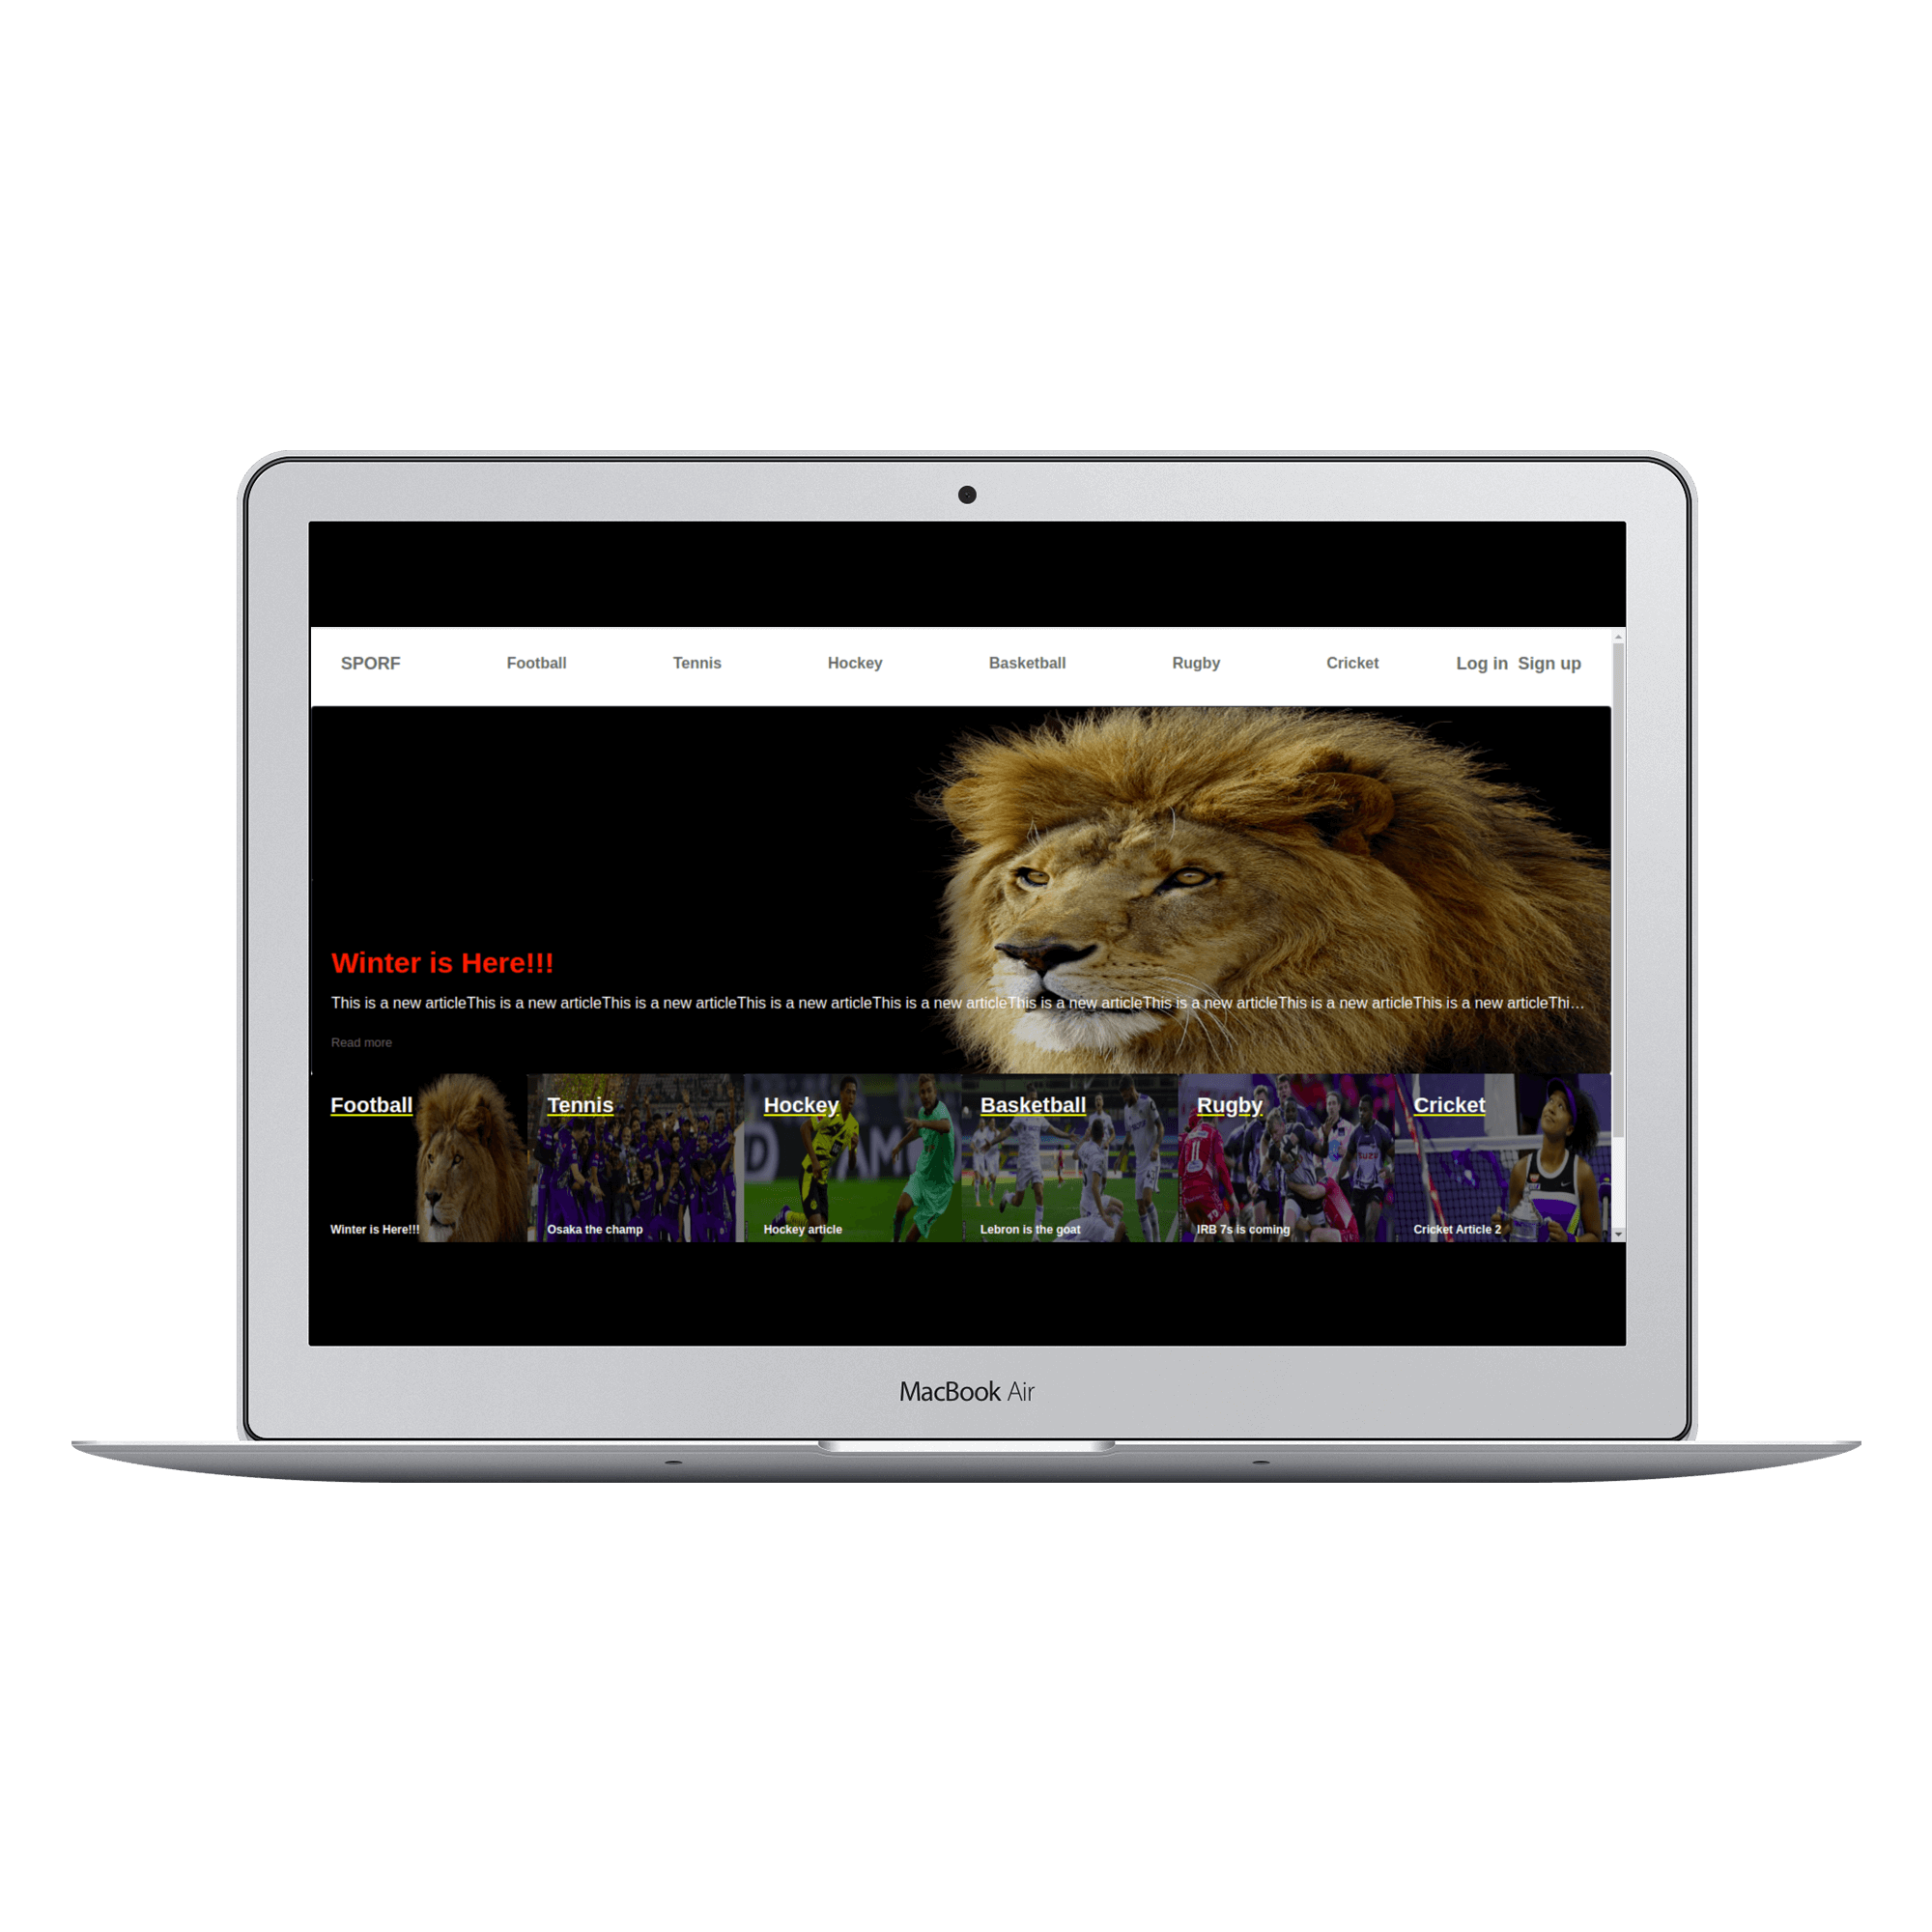 SPORF Football Tennis Hockey Basketball Rugby Cricket Log in Sign up
Winter is Here!!!
This is a new articleThis is a new articleThis is a new articleThis is a new articleThis is a new articleThis is a new articleThis is a new articleThis is a new articleThis is a new articleThi...
Read more
Football Tennis Hockey Basketball Rugby Cricket
Winter is Here!!! Osaka the champ Hockey article Lebron is the goat IRB 7s is coming Cricket Article 2
MacBook Air